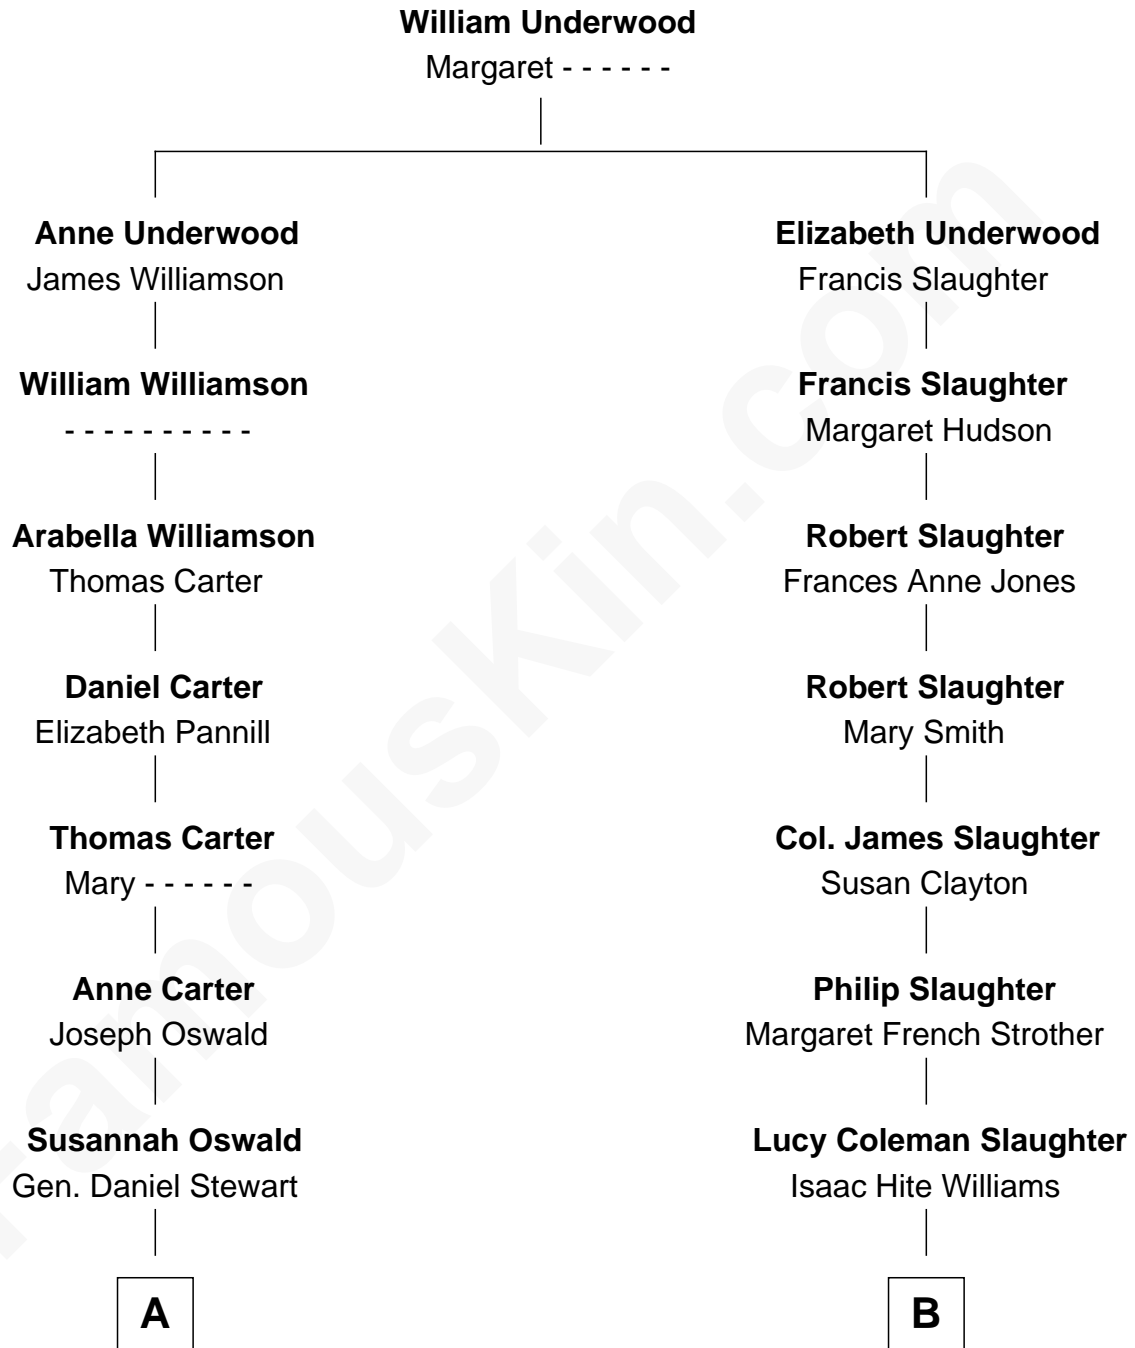 William Underwood
Margaret - - - - - -
Anne Underwood
James Williamson
William Williamson
- - - - - - - - - -
Arabella Williamson
Thomas Carter
Daniel Carter
Elizabeth Pannill
Thomas Carter
Mary - - - - - -
Anne Carter
Joseph Oswald
Susannah Oswald
Gen. Daniel Stewart
A
Elizabeth Underwood
Francis Slaughter
Francis Slaughter
Margaret Hudson
Robert Slaughter
Frances Anne Jones
Robert Slaughter
Mary Smith
Col. James Slaughter
Susan Clayton
Philip Slaughter
Margaret French Strother
Lucy Coleman Slaughter
Isaac Hite Williams
B
FamousKin.com